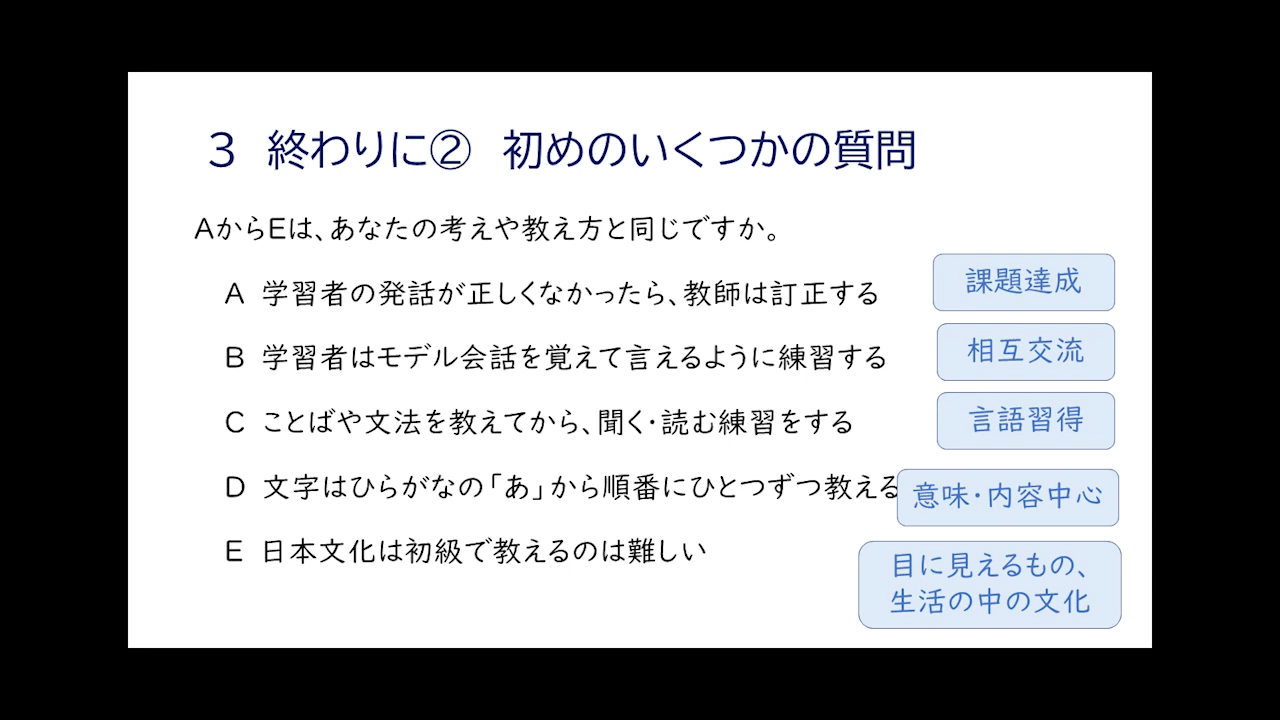 ３　終わりに②　初めのいくつかの質問
AからEは、あなたの考えや教え方と同じですか。
A　学習者の発話が正しくなかったら、教師は訂正する
課題達成
B　学習者はモデル会話を覚えて言えるように練習する
相互交流
C　ことばや文法を教えてから、聞く・読む練習をする
言語習得
D　文字はひらがなの「あ」から順番にひとつずつ教える
意味・内容中心
E　日本文化は初級で教えるのは難しい
目に見えるもの、
生活の中の文化